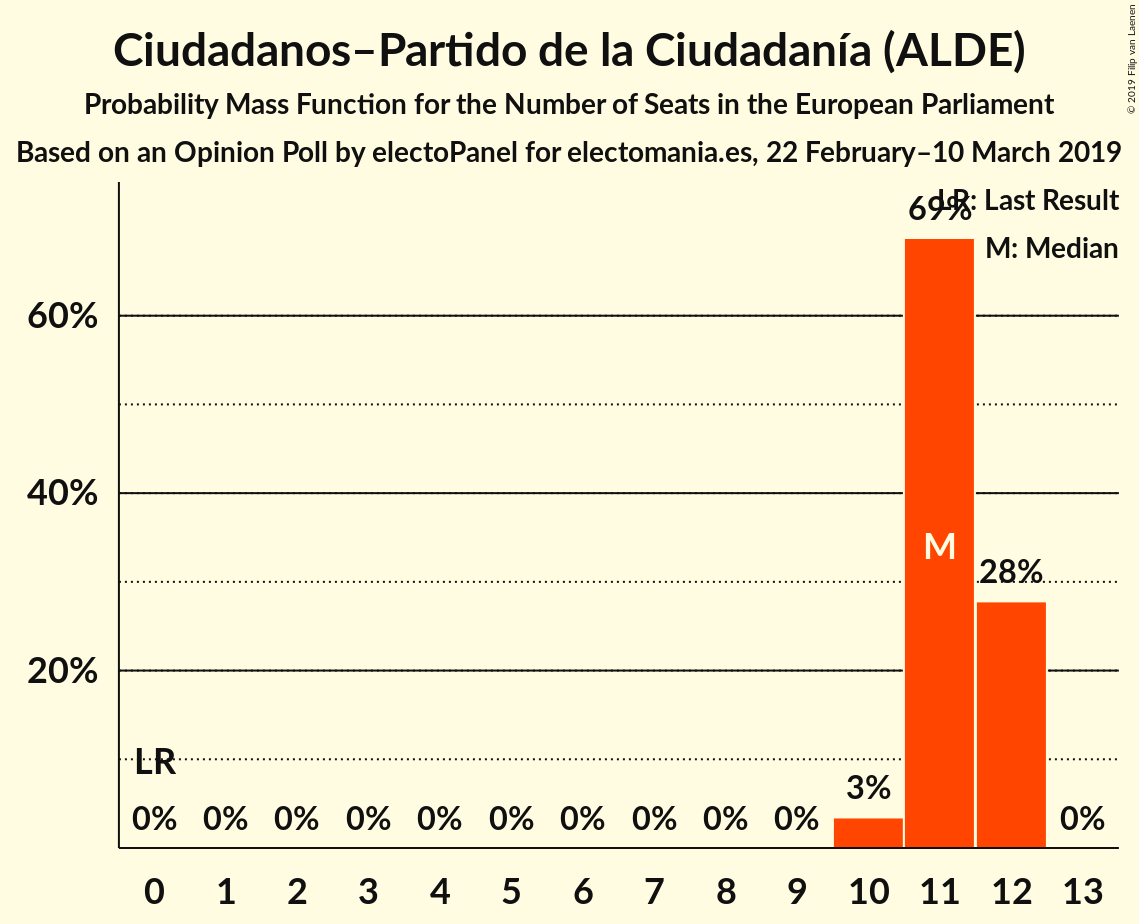 Ciudadanos–Partido de la Ciudadanía (ALDE)
Probability Mass Function for the Number of Seats in the European Parliament
Based on an Opinion Poll by electoPanel for electomania.es, 22 February–10 March 2019
© 2019 Filip van Laenen
LR: Last Result
69%
M: Median
60%
40%
M
28%
20%
LR
3%
0% 0% 0% 0% 0% 0% 0% 0% 0% 0% 0%
0 1 2 3 4 5 6 7 8 9 10 11 12 13